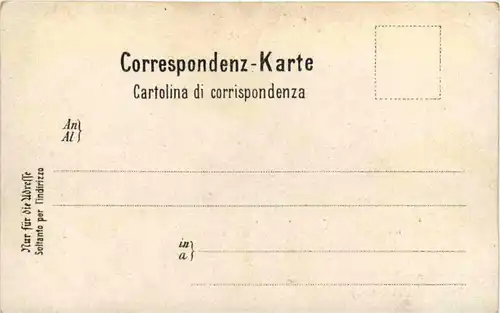 Correspondenz-Karte
Cartolina di corrispondenza
An
Al
Nur für die Adresse
Soltanto per l'indirizzo
in
a